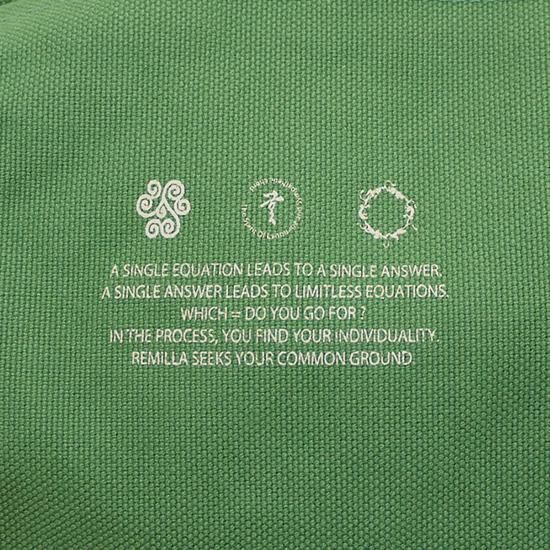 A SINGLE EQUATION LEADS TO A SINGLE ANSWER.
A SINGLE ANSWER LEADS TO LIMITLESS EQUATIONS.
WHICH = DO YOU GO FOR ?
IN THE PROCESS, YOU FIND YOUR INDIVIDUALITY.
REMILLA SEEKS YOUR COMMON GROUND.